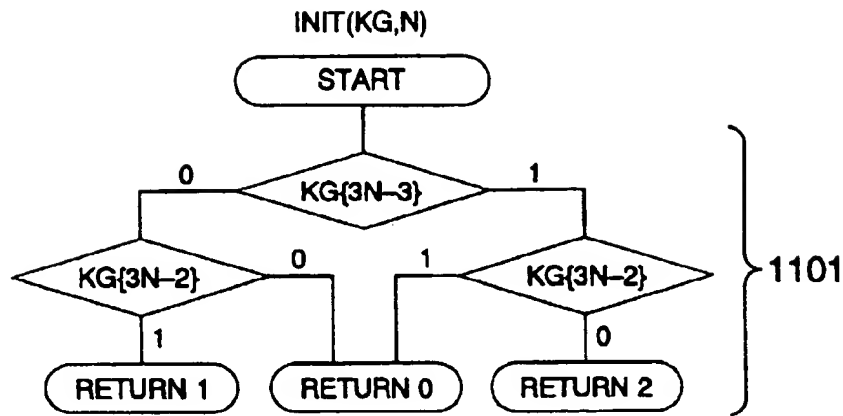 INIT(KG,N)
START
0
KG{3N–3}
1
KG{3N–2}
0
1
KG{3N–2}
1101
1
0
RETURN 1
RETURN 0
RETURN 2